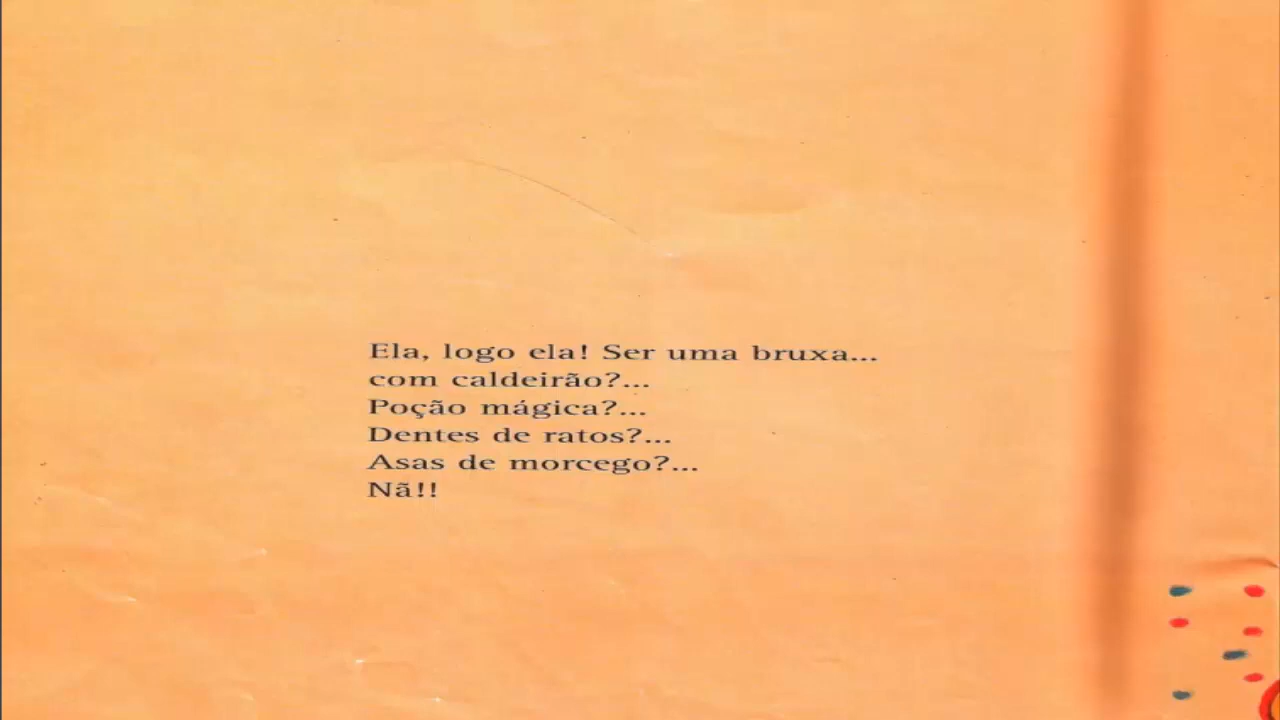 Ela, logo ela! Ser uma bruxa...
com caldeirão?...
Poção mágica?...
Dentes de ratos?...
Asas de morcego?...
Nã!!